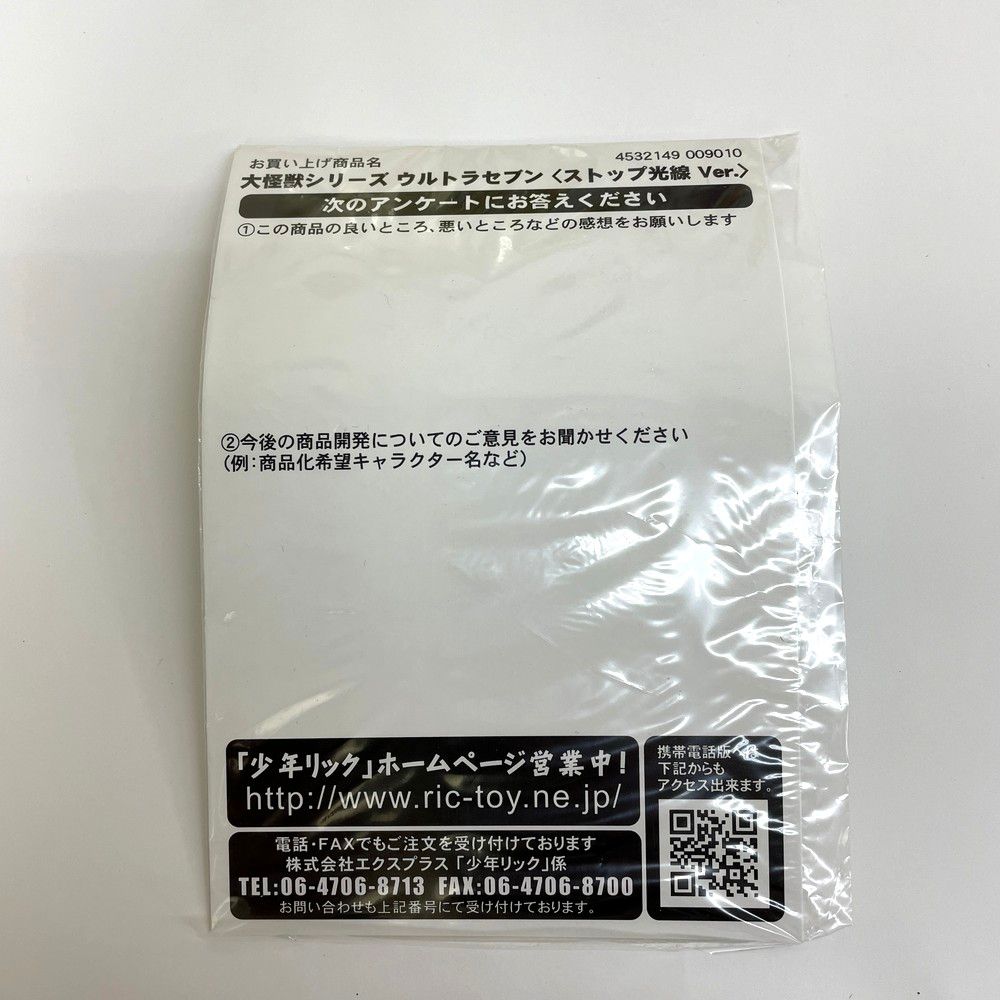 お買い上げ商品名
4532149 009010
大怪獣シリーズ ウルトラセブン〈ストップ光線 Ver.〉
次のアンケートにお答えください
①この商品の良いところ、悪いところなどの感想をお願いします
②今後の商品開発についてのご意見をお聞かせください
(例:商品化希望キャラクター名など)
「少年リック」ホームページ営業中!
http://www.ric-toy.ne.jp/
電話・FAXでもご注文を受け付けております
株式会社エクスプラス「少年リック」係
TEL:06-4706-8713 FAX:06-4706-8700
お問い合わせも上記番号にて受け付けております。
携帯電話版
下記からも
アクセス出来ます。